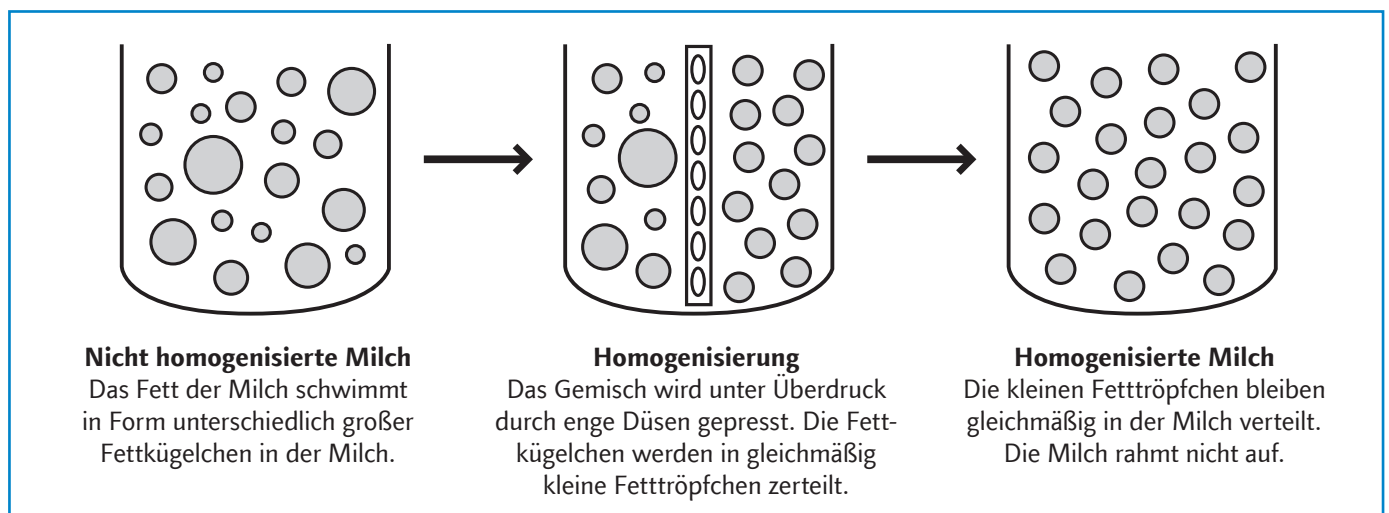 Nicht homogenisierte Milch
Das Fett der Milch schwimmt
in Form unterschiedlich großer
Fettkügelchen in der Milch.
Homogenisierung
Das Gemisch wird unter Überdruck
durch enge Düsen gepresst. Die Fett-
kügelchen werden in gleichmäßig
kleine Fetttröpfchen zerteilt.
Homogenisierte Milch
Die kleinen Fetttröpfchen bleiben
gleichmäßig in der Milch verteilt.
Die Milch rahmt nicht auf.